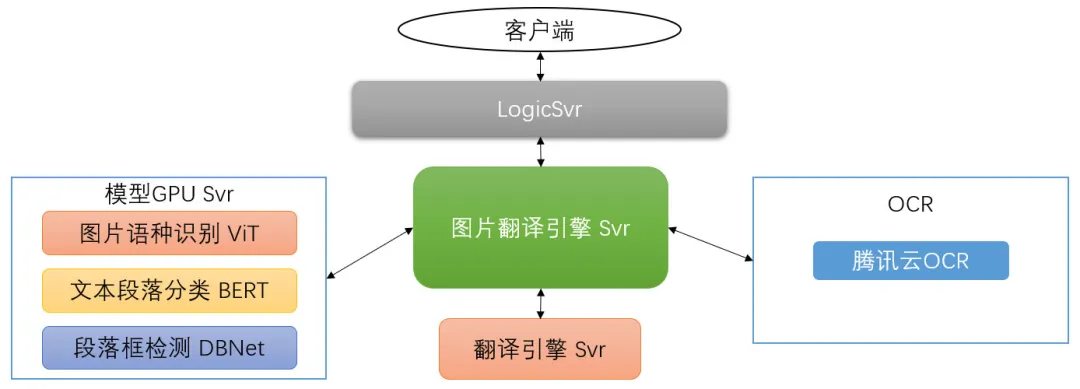 客户端
LogicSvr
模型GPU Svr
图片语种识别 ViT
文本段落分类 BERT
段落框检测 DBNet
图片翻译引擎 Svr
翻译引擎 Svr
OCR
腾讯云OCR